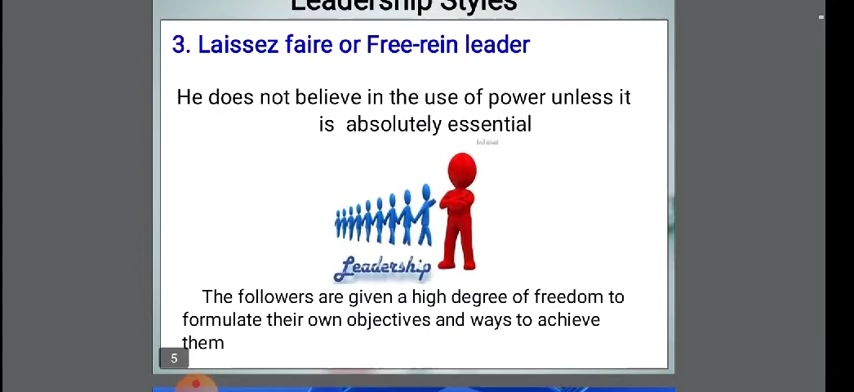 Leadership Styles
3. Laissez faire or Free-rein leader
He does not believe in the use of power unless it
is absolutely essential
Leadership
The followers are given a high degree of freedom to
formulate their own objectives and ways to achieve
them
5